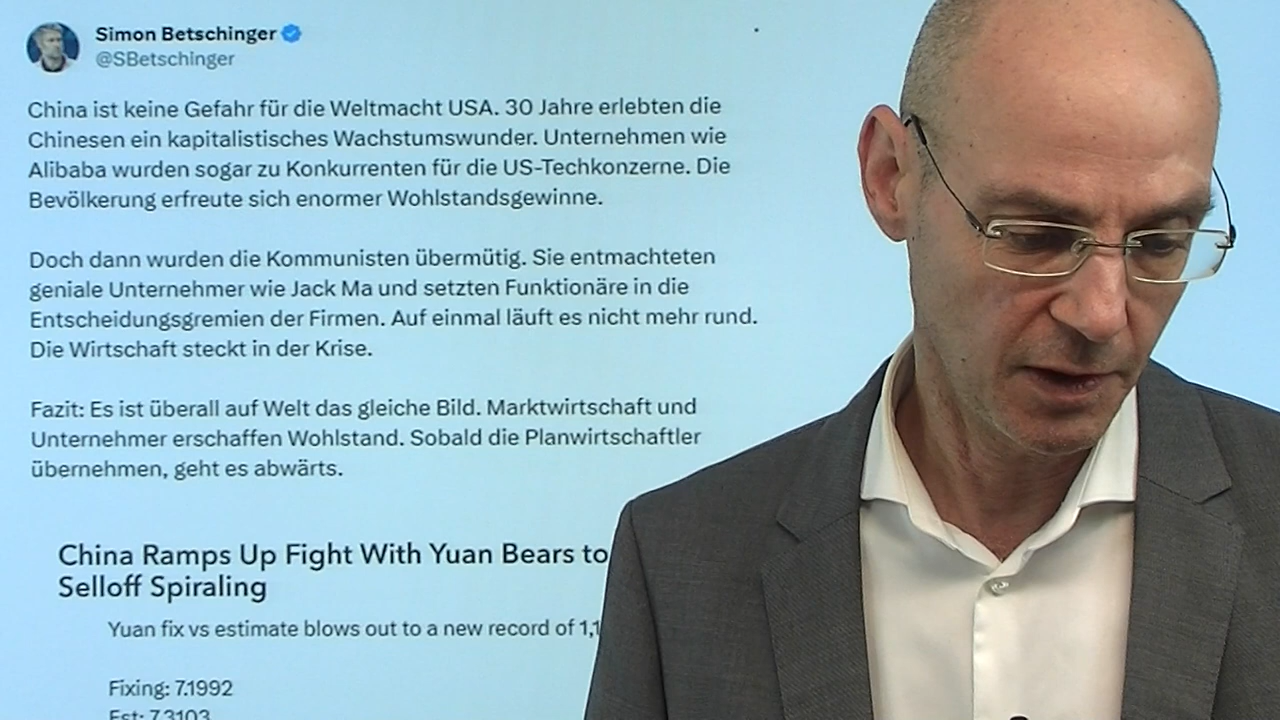 Simon Betschinger
@SBetschinger
China ist keine Gefahr für die Weltmacht USA. 30 Jahre erlebten die
Chinesen ein kapitalistisches Wachstumswunder. Unternehmen wie
Alibaba wurden sogar zu Konkurrenten für die US-Techkonzerne. Die
Bevölkerung erfreute sich enormer Wohlstandsgewinne.
Doch dann wurden die Kommunisten übermütig. Sie entmachteten
geniale Unternehmer wie Jack Ma und setzten Funktionäre in die
Entscheidungsgremien der Firmen. Auf einmal läuft es nicht mehr rund.
Die Wirtschaft steckt in der Krise.
Fazit: Es ist überall auf Welt das gleiche Bild. Marktwirtschaft und
Unternehmer erschaffen Wohlstand. Sobald die Planwirtschaftler
übernehmen, geht es abwärts.
China Ramps Up Fight With Yuan Bears to
Selloff Spiraling
Yuan fix vs estimate blows out to a new record of
Fixing: 7.1992
Est: 7.3103